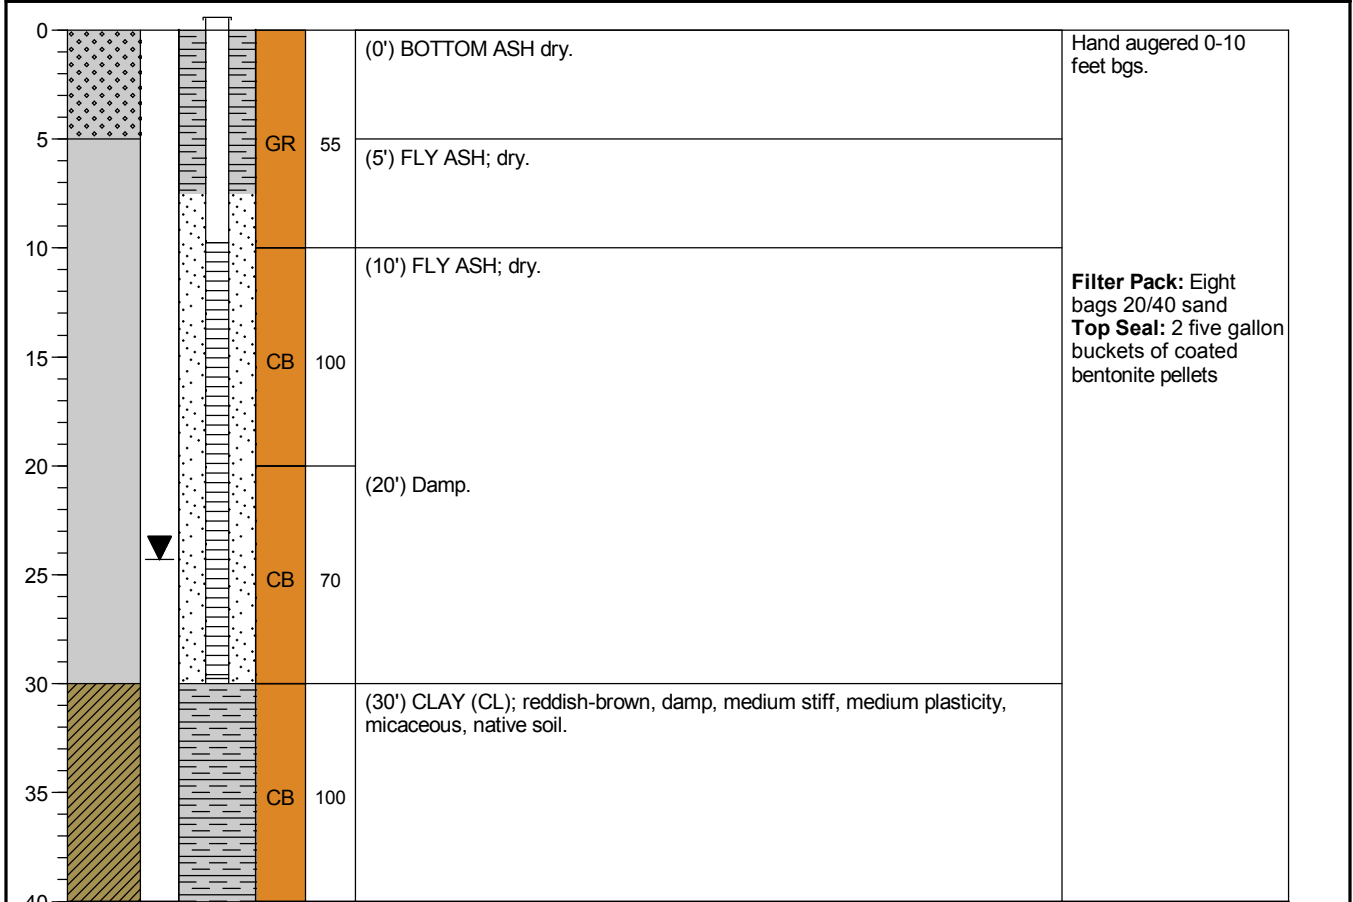 0
(0') BOTTOM ASH dry.
Hand augered 0-10
feet bgs.
5
GR
55
(5') FLY ASH; dry.
10
(10') FLY ASH; dry.
Filter Pack: Eight
bags 20/40 sand
Top Seal: 2 five gallon
buckets of coated
bentonite pellets
15
CB
100
20
(20') Damp.
25
CB
70
30
(30') CLAY (CL); reddish-brown, damp, medium stiff, medium plasticity,
micaceous, native soil.
35
CB
100
40